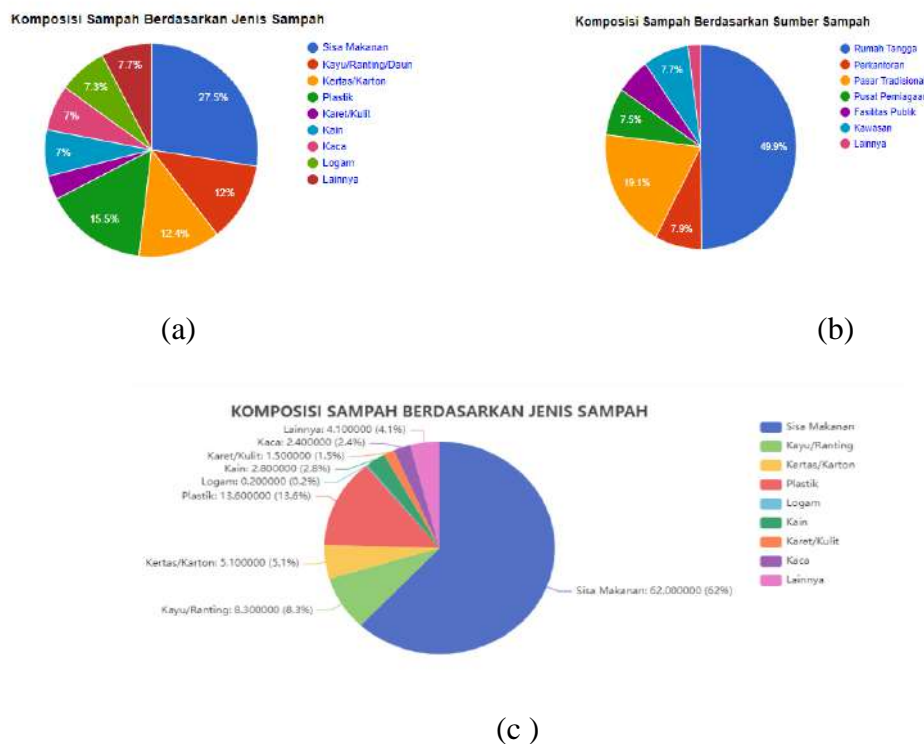 Komposisi Sampah Berdasarkan Jenis Sampah
7.7%
7.3%
7%
7%
15.5%
12.4%
12%
27.5%
Sisa Makanan
Kayu/Ranting/Daun
Kertas/Karton
Plastik
Karet/Kulit
Kain
Kaca
Logam
Lainnya
(a)
Komposisi Sampah Berdasarkan Sumber Sampah
7.7%
7.5%
19.1%
7.9%
49.9%
Rumah Tangga
Perkantoran
Pasar Tradisional
Pusat Perniagaan
Fasilitas Publik
Kawasan
Lainnya
(b)
KOMPOSISI SAMPAH BERDASARKAN JENIS SAMPAH
Lainnya: 4.100000 (4.1%)
Kaca: 2.400000 (2.4%)
Karet/Kulit: 1.500000 (1.5%)
Kain: 2.800000 (2.8%)
Logam: 0.200000 (0.2%)
Plastik: 13.600000 (13.6%)
Kertas/Karton: 5.100000 (5.1%)
Kayu/Ranting: 8.300000 (8.3%)
Sisa Makanan: 62.000000 (62%)
Sisa Makanan
Kayu/Ranting
Kertas/Karton
Plastik
Logam
Kain
Karet/Kulit
Kaca
Lainnya
(c )